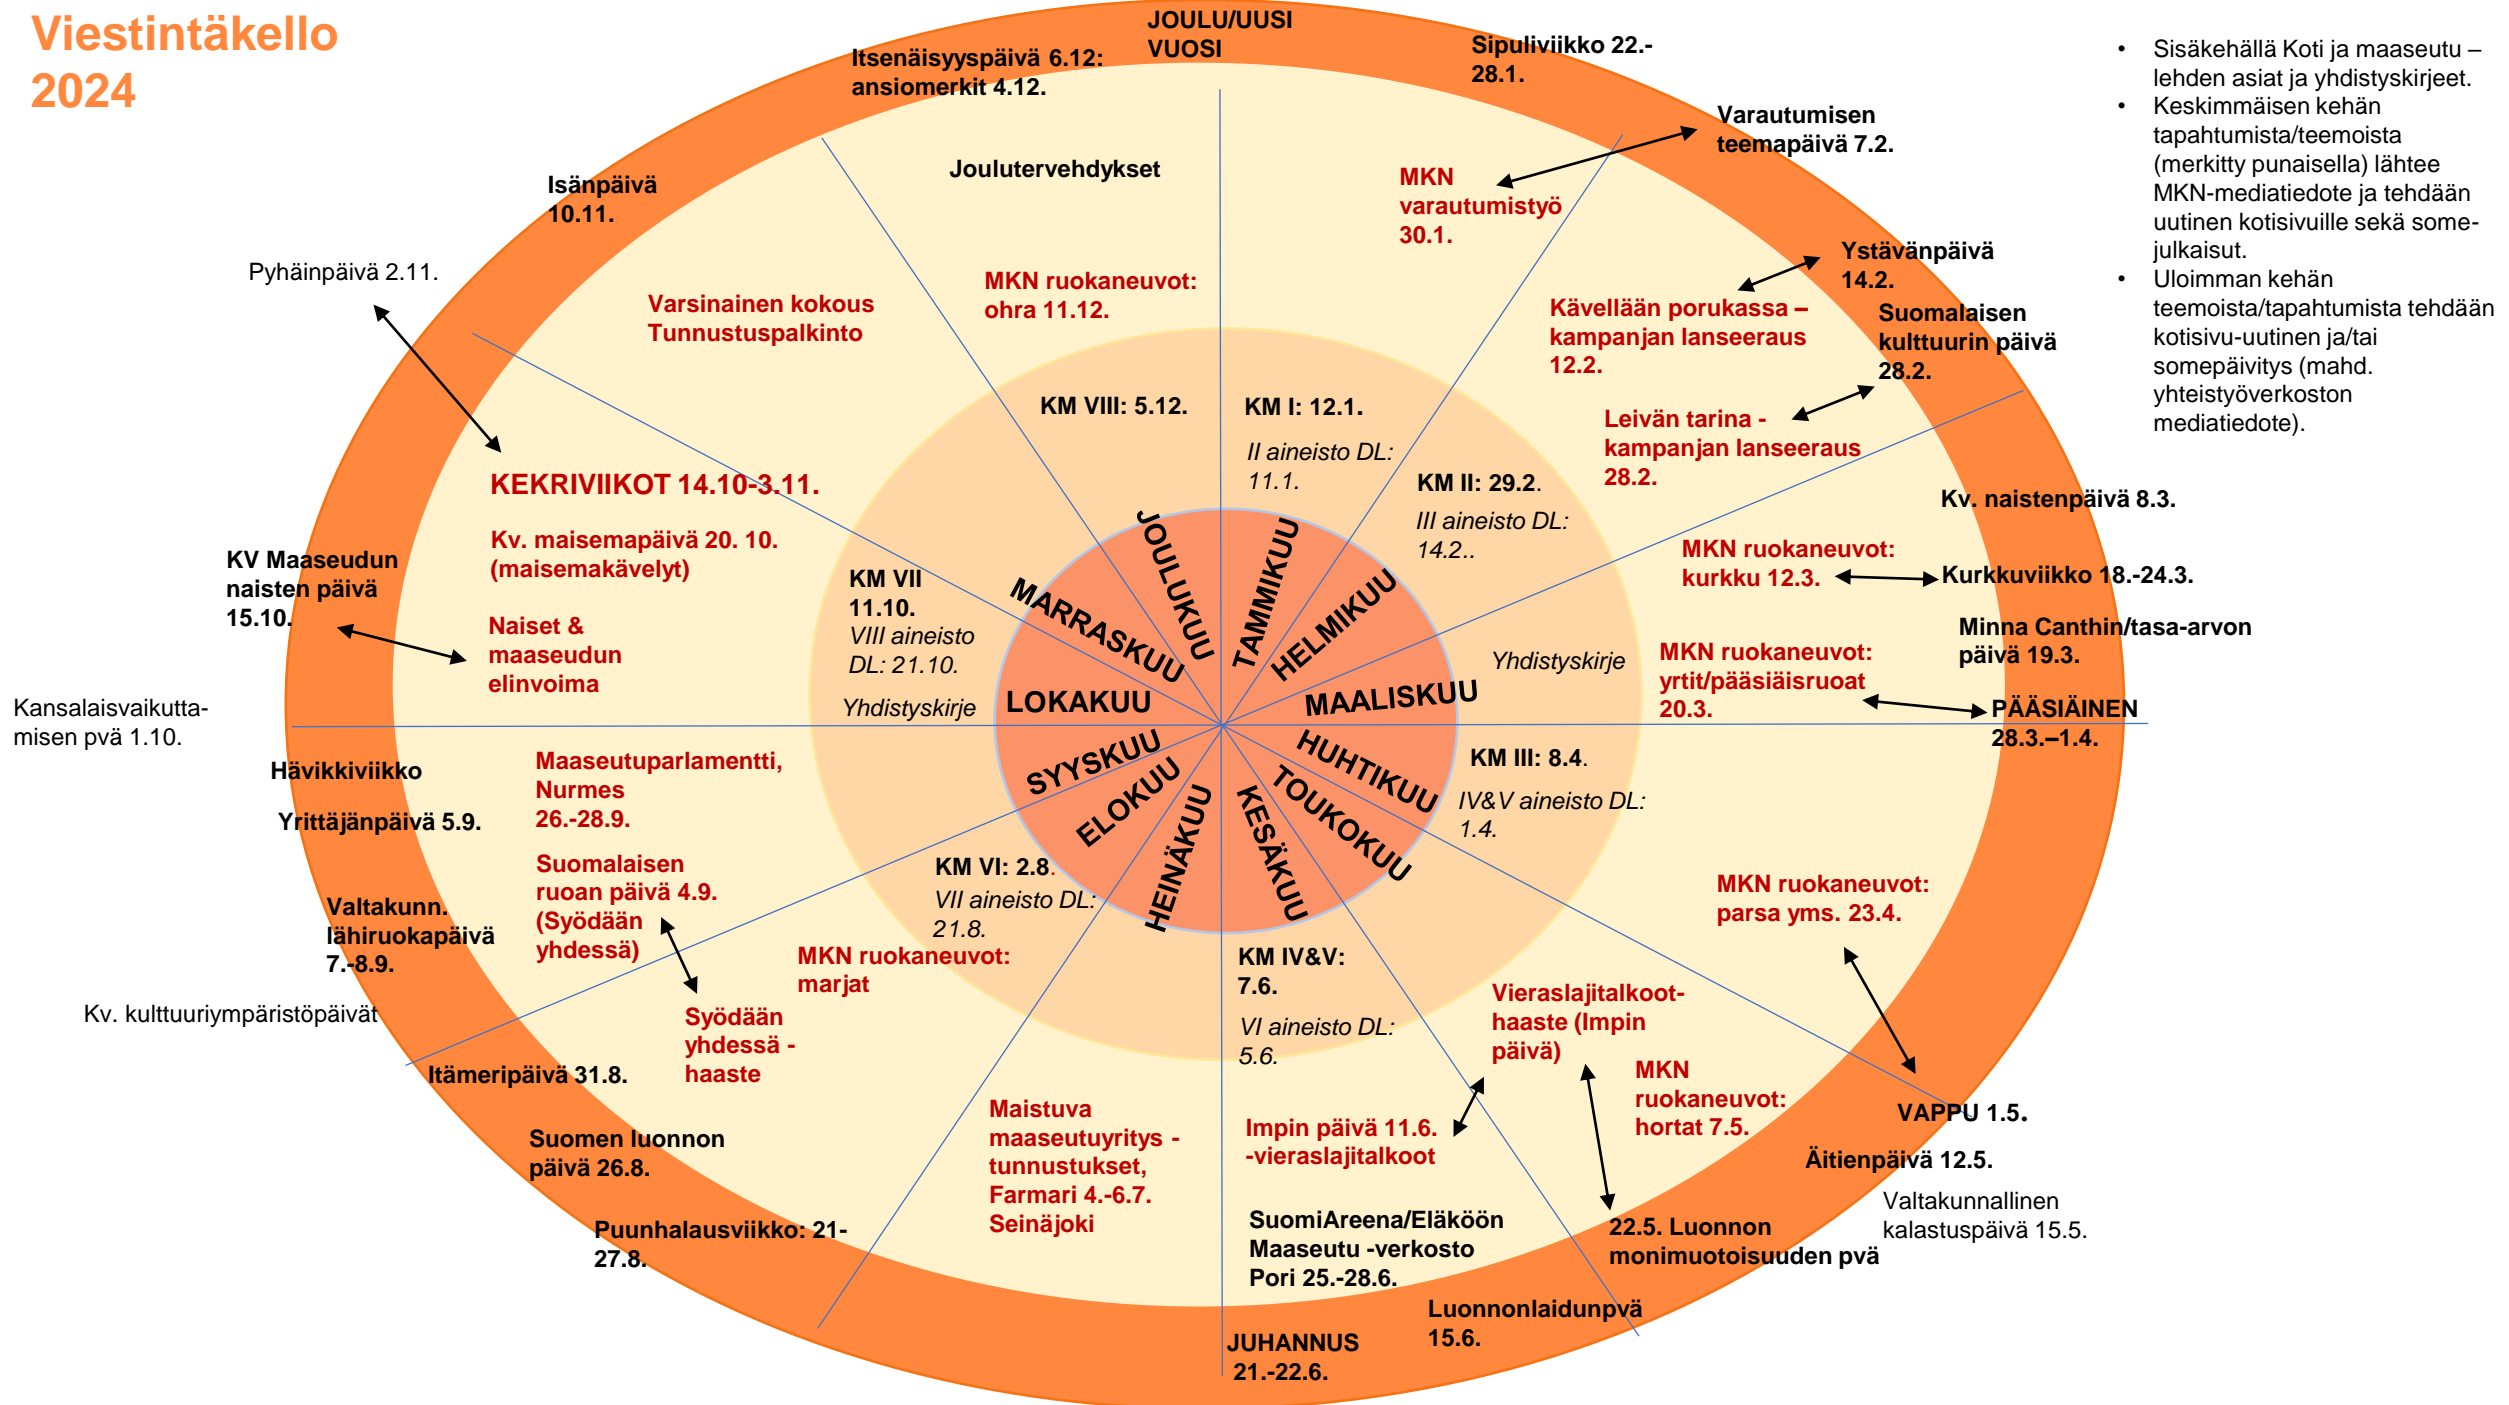 Viestintäkello
2024
JOULU/UUSI
VUOSI
Itsenäisyyspäivä 6.12:
ansiomerkit 4.12.
Sipuliviikko 22.-
28.1.
Varautumisen
teemapäivä 7.2.
• Sisäkehällä Koti ja maaseutu –
lehden asiat ja yhdistyskirjeet.
• Keskimmäisen kehän
tapahtumista/teemoista
(merkitty punaisella) lähtee
MKN-mediatiedote ja tehdään
uutinen kotisivuille sekä some-
julkaisut.
• Uloimman kehän
teemoista/tapahtumista tehdään
kotisivu-uutinen ja/tai
somepäivitys (mahd.
yhteistyöverkoston
mediatiedote).
Joulutervehdykset
Isänpäivä
10.11.
MKN
varautumistyö
30.1.
Pyhäinpäivä 2.11.
Ystävänpäivä
14.2.
Varsinainen kokous
Tunnustuspalkinto
MKN ruokaneuvot:
ohra 11.12.
Kävellään porukassa –
kampanjan lanseeraus
12.2.
Suomalaisen
kulttuurin päivä
28.2.
KM VIII: 5.12.
KM I: 12.1.
II aineisto DL:
11.1.
Leivän tarina -
kampanjan lanseeraus
28.2.
KEKRIVIIKOT 14.10-3.11.
KM II: 29.2.
III aineisto DL:
14.2..
Kv. naistenpäivä 8.3.
Kv. maisemapäivä 20. 10.
(maisemakävelyt)
KV Maaseudun
naisten päivä
15.10.
MKN ruokaneuvot:
kurkku 12.3.
Kurkkuviikko 18.-24.3.
KM VII
11.10.
VIII aineisto
DL: 21.10.
Yhdistyskirje
Naiset &
maaseudun
elinvoima
Yhdistyskirje
MKN ruokaneuvot:
yrtit/pääsiäisruoat
20.3.
Minna Canthin/tasa-arvon
päivä 19.3.
PÄÄSIÄINEN
28.3.–1.4.
JOULUKUU
TAMMIKUU
HELMIKUU
MAALISKUU
HUHTIKUU
TOUKOKUU
KESÄKUU
HEINÄKUU
ELOKUU
SYYSKUU
LOKAKUU
MARRASKUU
Kansalaisvaikutta-
misen pvä 1.10.
Hävikkiviikko
Yrittäjänpäivä 5.9.
Maaseutuparlamentti,
Nurmes
26.-28.9.
KM III: 8.4.
IV&V aineisto DL:
1.4.
Suomalaisen
ruoan päivä 4.9.
(Syödään
yhdessä)
KM VI: 2.8.
VII aineisto DL:
21.8.
MKN ruokaneuvot:
parsa yms. 23.4.
Valtakunn.
lähiruokapäivä
7.-8.9.
MKN ruokaneuvot:
marjat
KM IV&V:
7.6.
VI aineisto DL:
5.6.
Kv. kulttuuriympäristöpäivät
Syödään
yhdessä -
haaste
Vieraslajitalkoot-
haaste (Impin
päivä)
MKN
ruokaneuvot:
hortat 7.5.
Itämeripäivä 31.8.
Maistuva
maaseutuyritys -
tunnustukset,
Farmari 4.-6.7.
Seinäjoki
Impin päivä 11.6.
-vieraslajitalkoot
VAPPU 1.5.
Suomen luonnon
päivä 26.8.
Äitienpäivä 12.5.
Valtakunnallinen
kalastuspäivä 15.5.
Puunhalausviikko: 21-
27.8.
SuomiAreena/Eläköön
Maaseutu -verkosto
Pori 25.-28.6.
22.5. Luonnon
monimuotoisuuden pvä
Luonnonlaidunpvä
15.6.
JUHANNUS
21.-22.6.